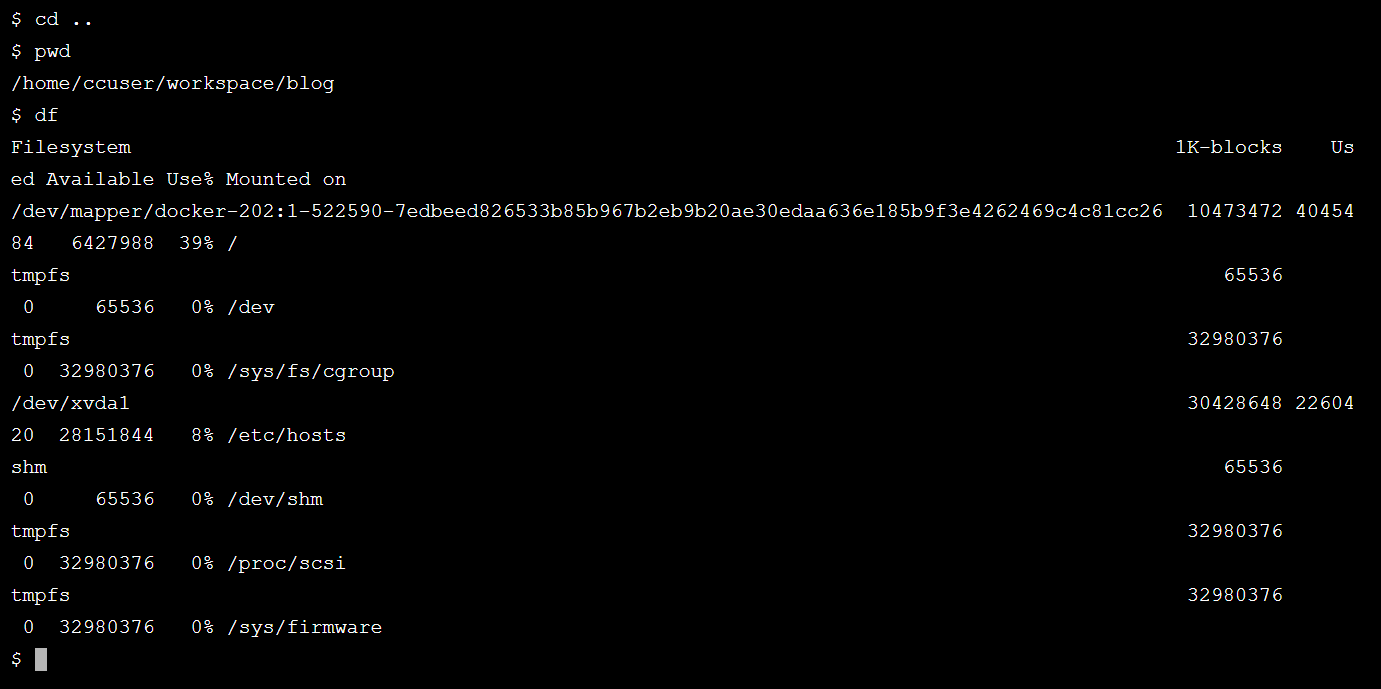 $ cd ..
$ pwd
/home/ccuser/workspace/blog
$ df
Filesystem                                                                                        1K-blocks    Us
ed Available Use% Mounted on
/dev/mapper/docker-202:1-522590-7edbeed826533b85b967b2eb9b20ae30edaa636e185b9f3e4262469c4c81cc26  10473472 40454
84   6427988  39% /
tmpfs                                                                                                 65536
 0     65536   0% /dev
tmpfs                                                                                              32980376
 0  32980376   0% /sys/fs/cgroup
/dev/xvda1                                                                                         30428648 22604
20  28151844   8% /etc/hosts
shm                                                                                                   65536
 0     65536   0% /dev/shm
tmpfs                                                                                              32980376
 0  32980376   0% /proc/scsi
tmpfs                                                                                              32980376
 0  32980376   0% /sys/firmware
$